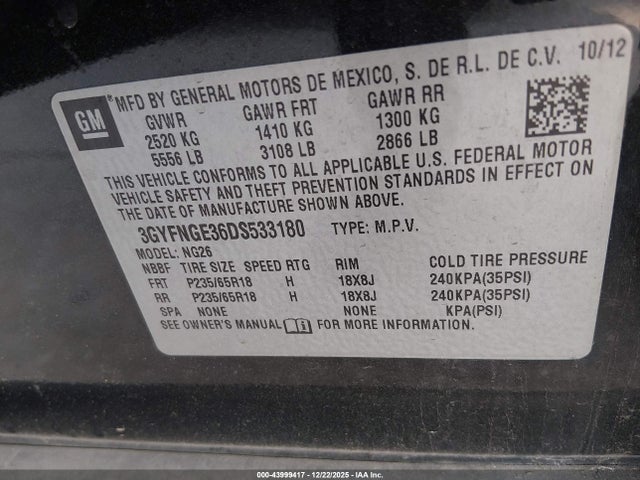 *MFD BY GENERAL MOTORS DE MEXICO, S. DE R.L. DE C.V. 10/12
GM
GVWR GAWR FRT GAWR RR
2520 KG 1410 KG 1300 KG
5556 LB 3108 LB 2866 LB
THIS VEHICLE CONFORMS TO ALL APPLICABLE U.S. FEDERAL MOTOR
VEHICLE SAFETY AND THEFT PREVENTION STANDARDS IN EFFECT ON
THE DATE OF MANUFACTURE SHOWN ABOVE.
3GYFNGE36DS533180 TYPE: M.P.V.
MODEL: NG26
NBBF TIRE SIZE SPEED RTG RIM COLD TIRE PRESSURE
FRT P235/65R18 H 18X8J 240KPA(35PSI)
RR P235/65R18 H 18X8J 240KPA(35PSI)
SPA NONE NONE KPA(PSI)
SEE OWNER'S MANUAL FOR MORE INFORMATION.
000-43999417 - 12/22/2025 - IAAI.com